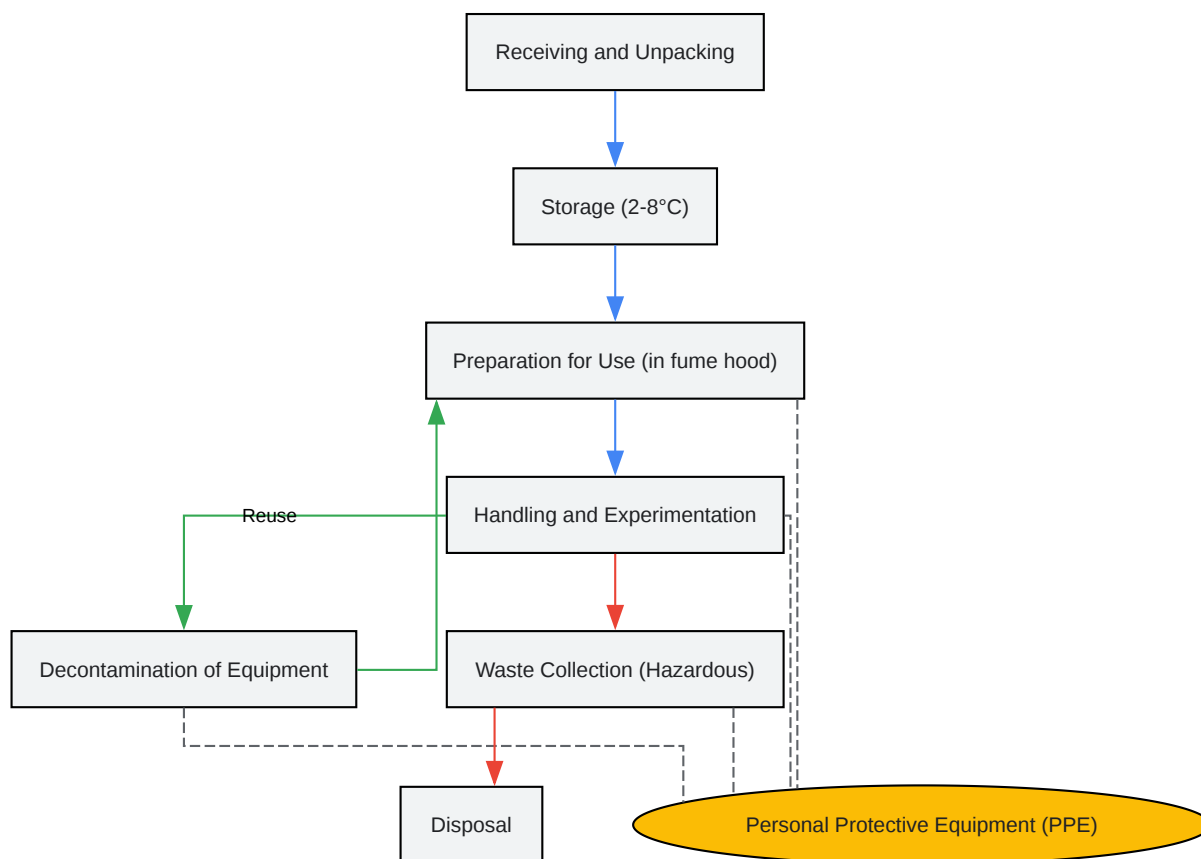 Receiving and Unpacking
Storage (2-8°C)
Preparation for Use (in fume hood)
Handling and Experimentation
Reuse
Decontamination of Equipment
Waste Collection (Hazardous)
Disposal
Personal Protective Equipment (PPE)